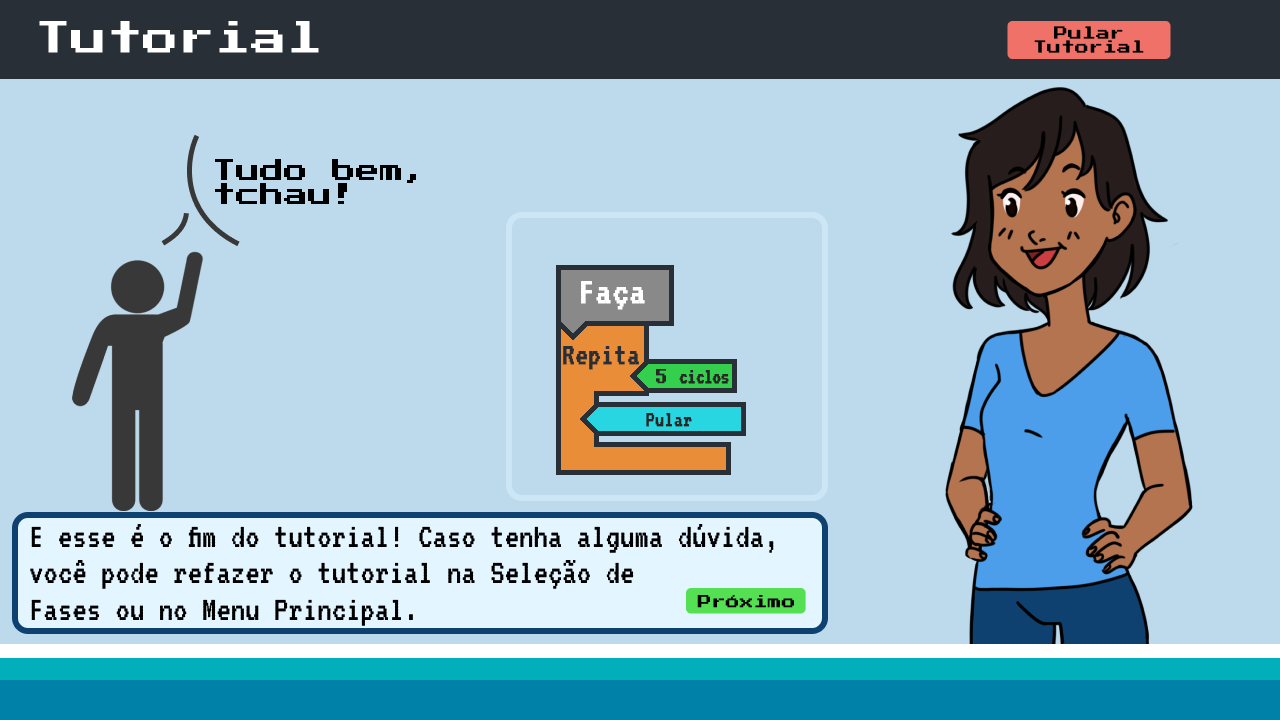 Tutorial
Pular
Tutorial
Tudo bem,
tchau!
Faça
Repita
5 ciclos
Pular
E esse é o fim do tutorial! Caso tenha alguma dúvida,
você pode refazer o tutorial na Seleção de
Fases ou no Menu Principal.
Próximo